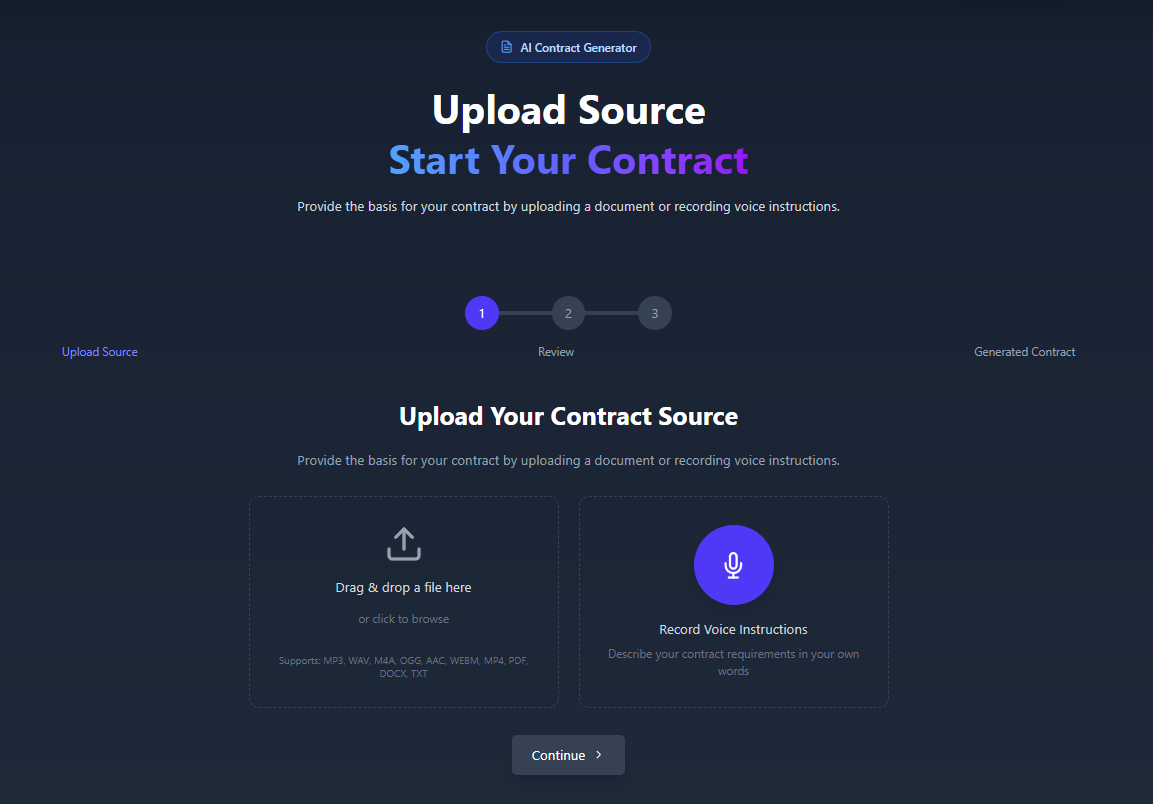 AI Contract Generator
Upload Source
Start Your Contract
Provide the basis for your contract by uploading a document or recording voice instructions.
1 2 3
Upload Source Review Generated Contract
Upload Your Contract Source
Provide the basis for your contract by uploading a document or recording voice instructions.
Drag & drop a file here
or click to browse
Supports: MP3, WAV, M4A, OGG, AAC, WEBM, MP4, PDF,
DOCX, TXT
Record Voice Instructions
Describe your contract requirements in your own
words
Continue